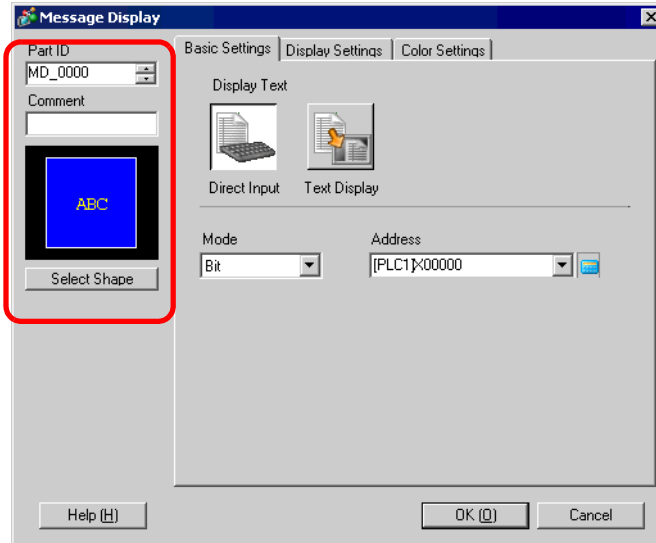 Message Display
Part ID
MD_0000
Comment
ABC
Select Shape
Basic Settings
Display Settings
Color Settings
Display Text
Direct Input
Text Display
Mode
Address
Bit
[PLC1]X00000
Help (H)
OK (O)
Cancel